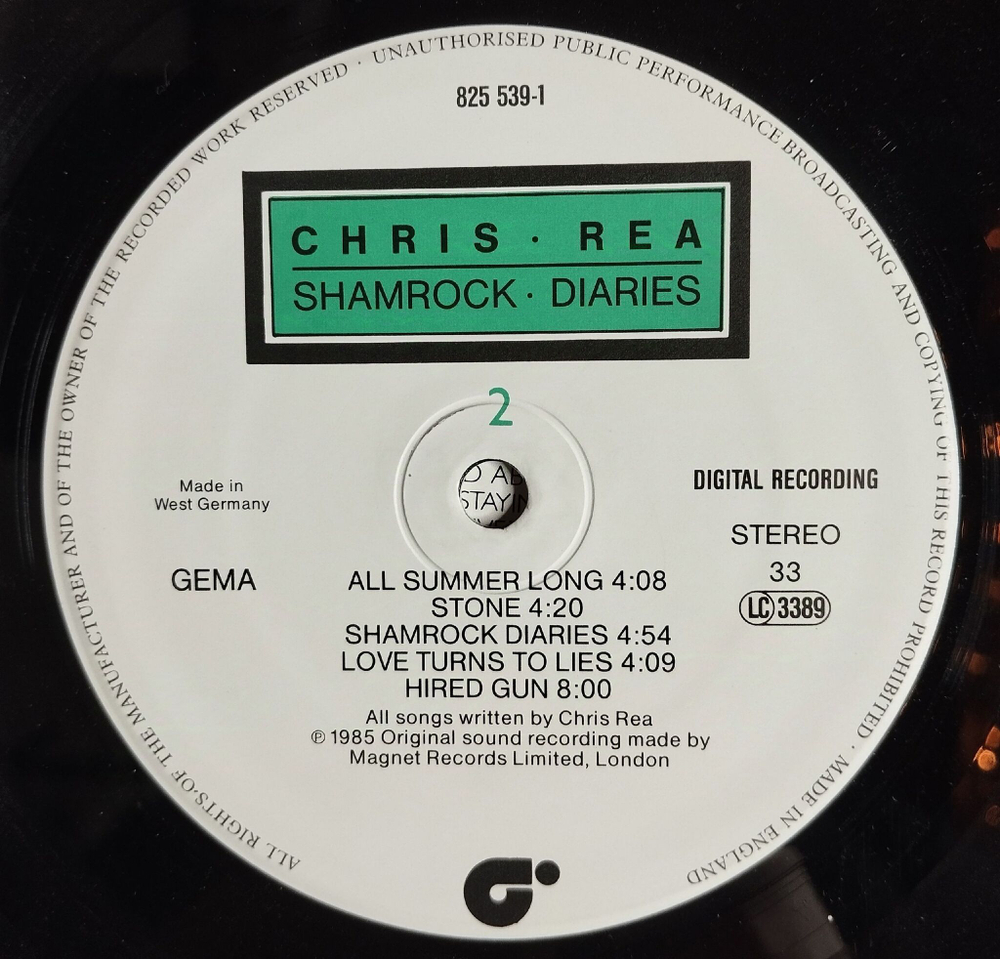 ALL RIGHTS·OF THE MANUFACTURER AND OF THE OWNER OF THE RECORDED WORK RESERVED · UNAUTHORISED PUBLIC PERFORMANCE BROADCASTING AND COPYING OF THIS RECORD PROHIBITED · MADE IN ENGLAND
825 539-1
CHRIS · REA
SHAMROCK · DIARIES
2
Made in
West Germany
GEMA
DIGITAL RECORDING
STEREO
33
LC 3389
STAYIN
ALL SUMMER LONG 4:08
STONE 4:20
SHAMROCK DIARIES 4:54
LOVE TURNS TO LIES 4:09
HIRED GUN 8:00
All songs written by Chris Rea
℗ 1985 Original sound recording made by
Magnet Records Limited, London